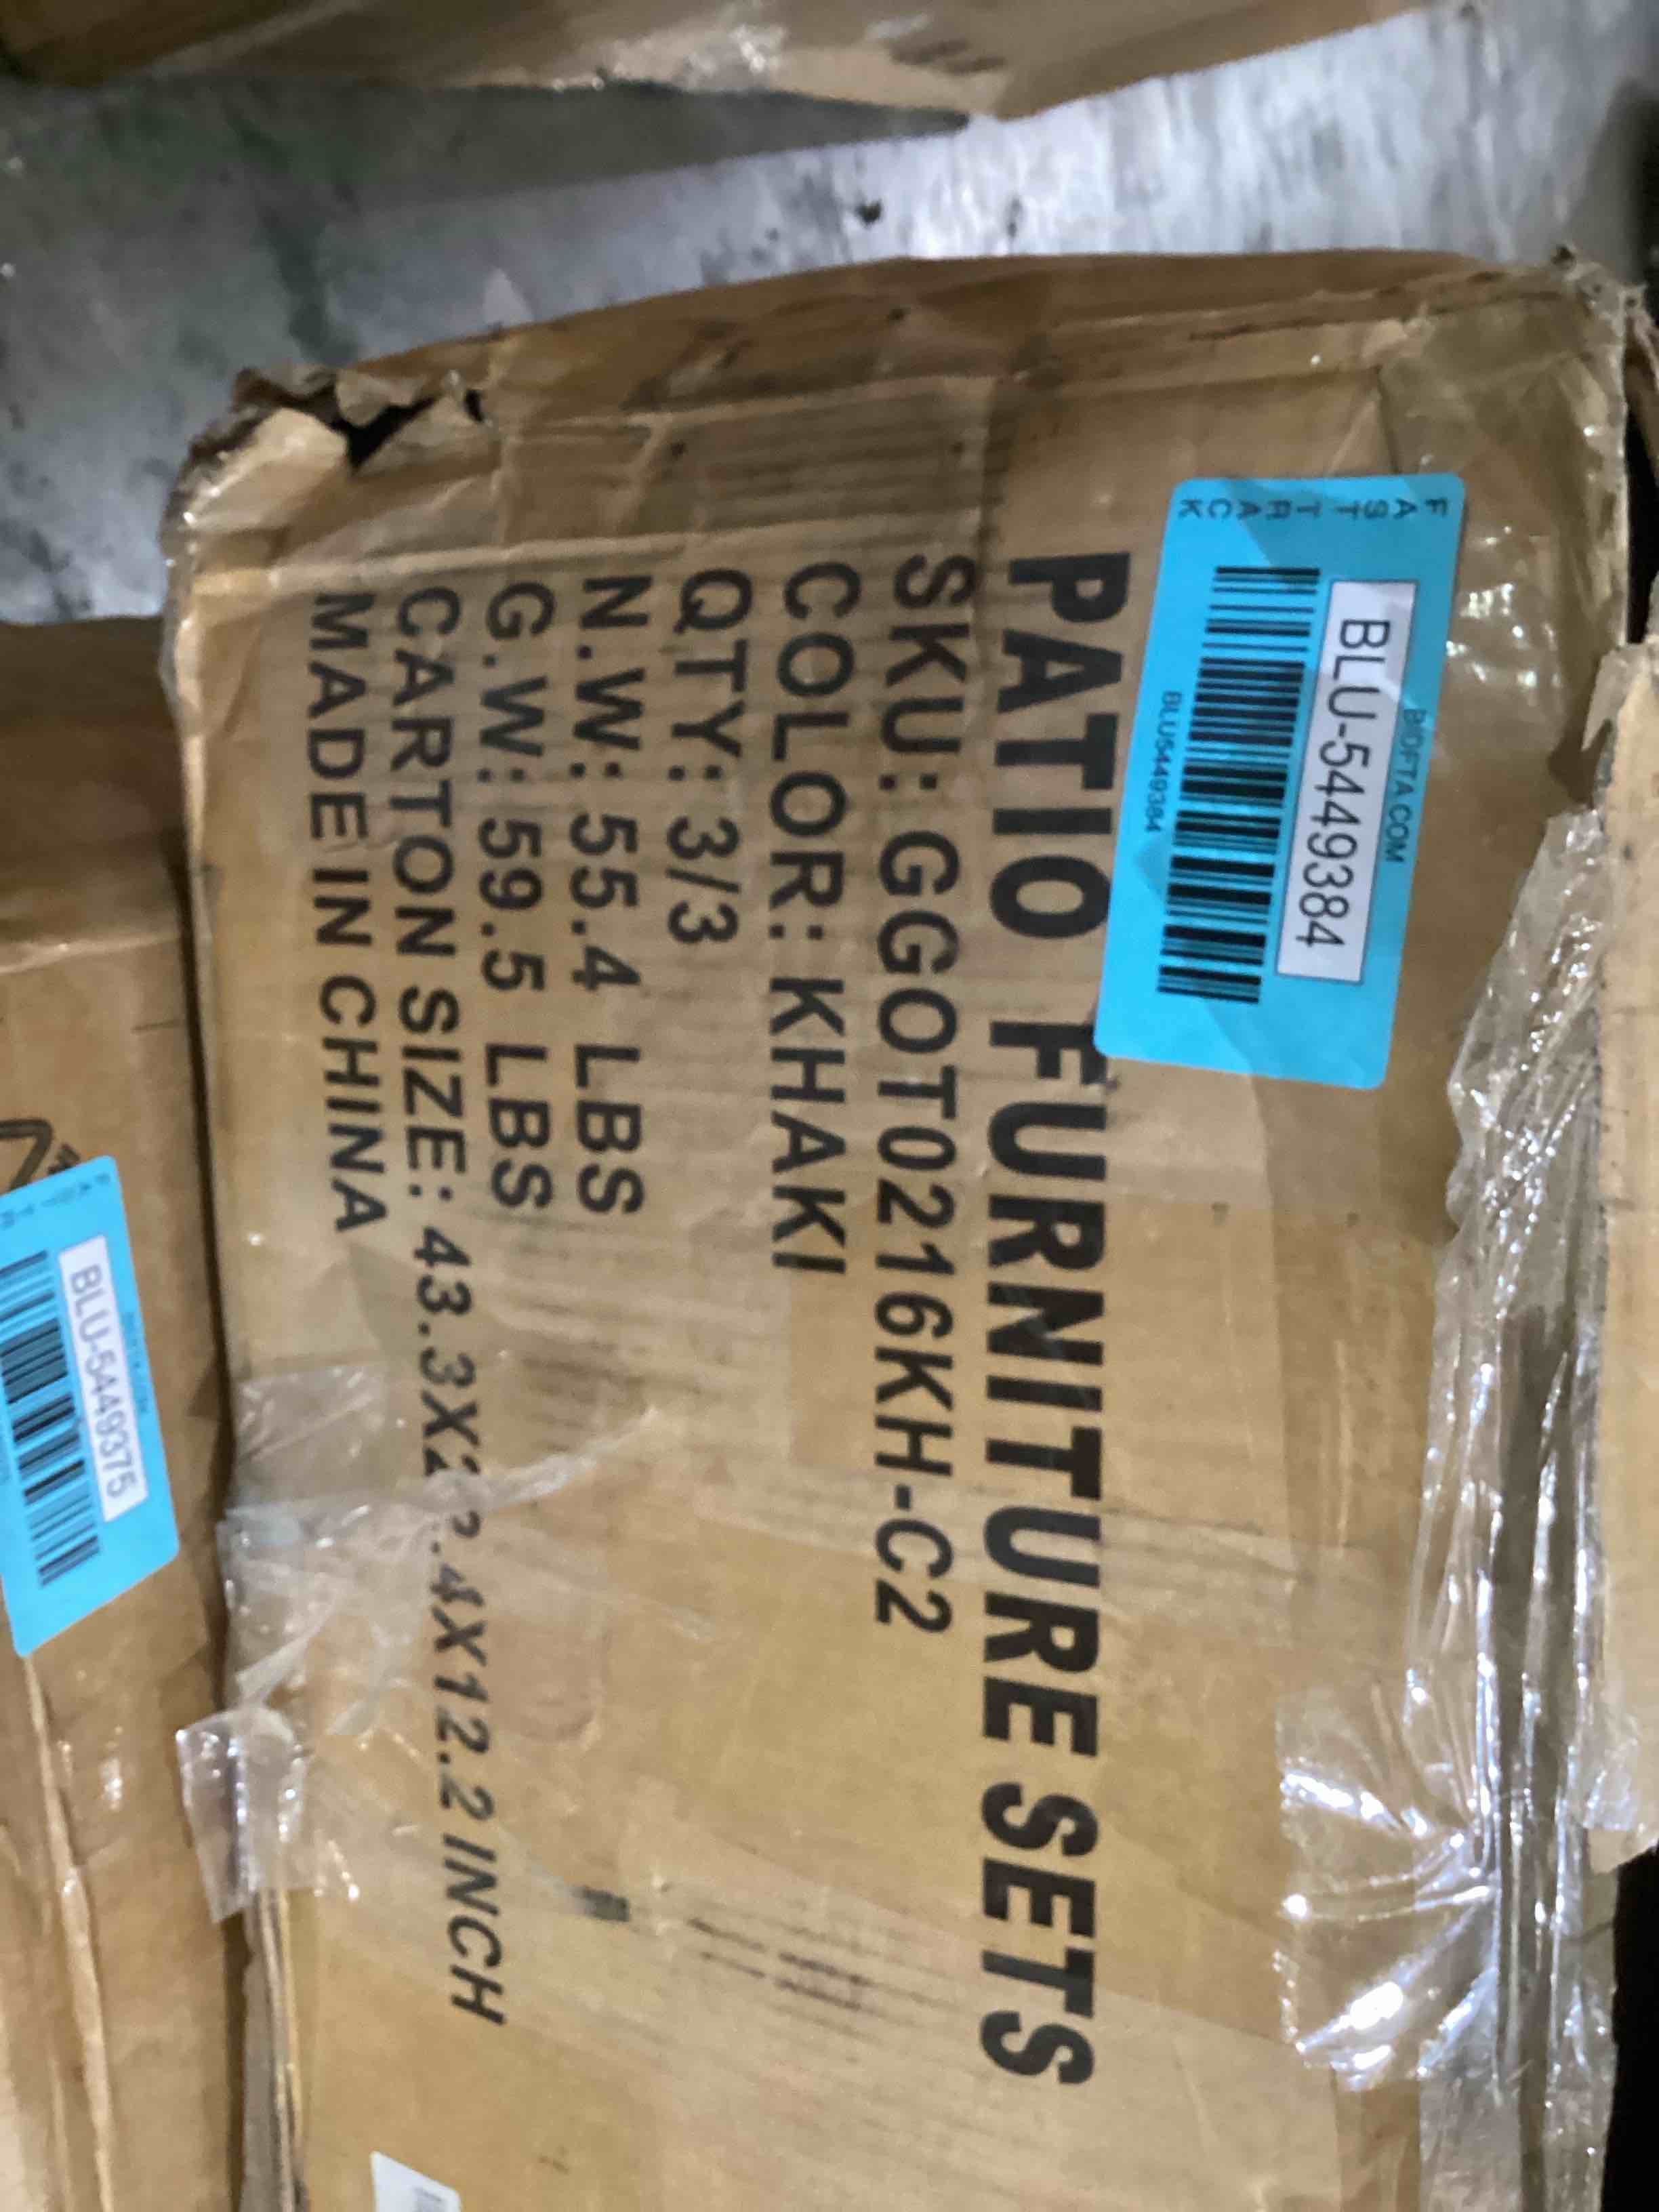 FAST TRACK
BIDFTA.COM
BLU-5449384
BLU5449384
PATIO FURNITURE SETS
SKU: GGOT0216KH-C2
COLOR: KHAKI
QTY: 3/3
N.W: 55.4 LBS
G.W: 59.5 LBS
CARTON SIZE: 43.3X22.4X12.2 INCH
MADE IN CHINA
BLU-5449375